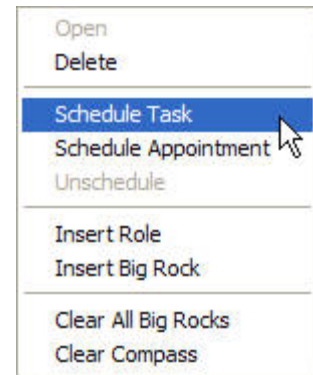 Open
Delete
Schedule Task
Schedule Appointment
Unschedule
Insert Role
Insert Big Rock
Clear All Big Rocks
Clear Compass